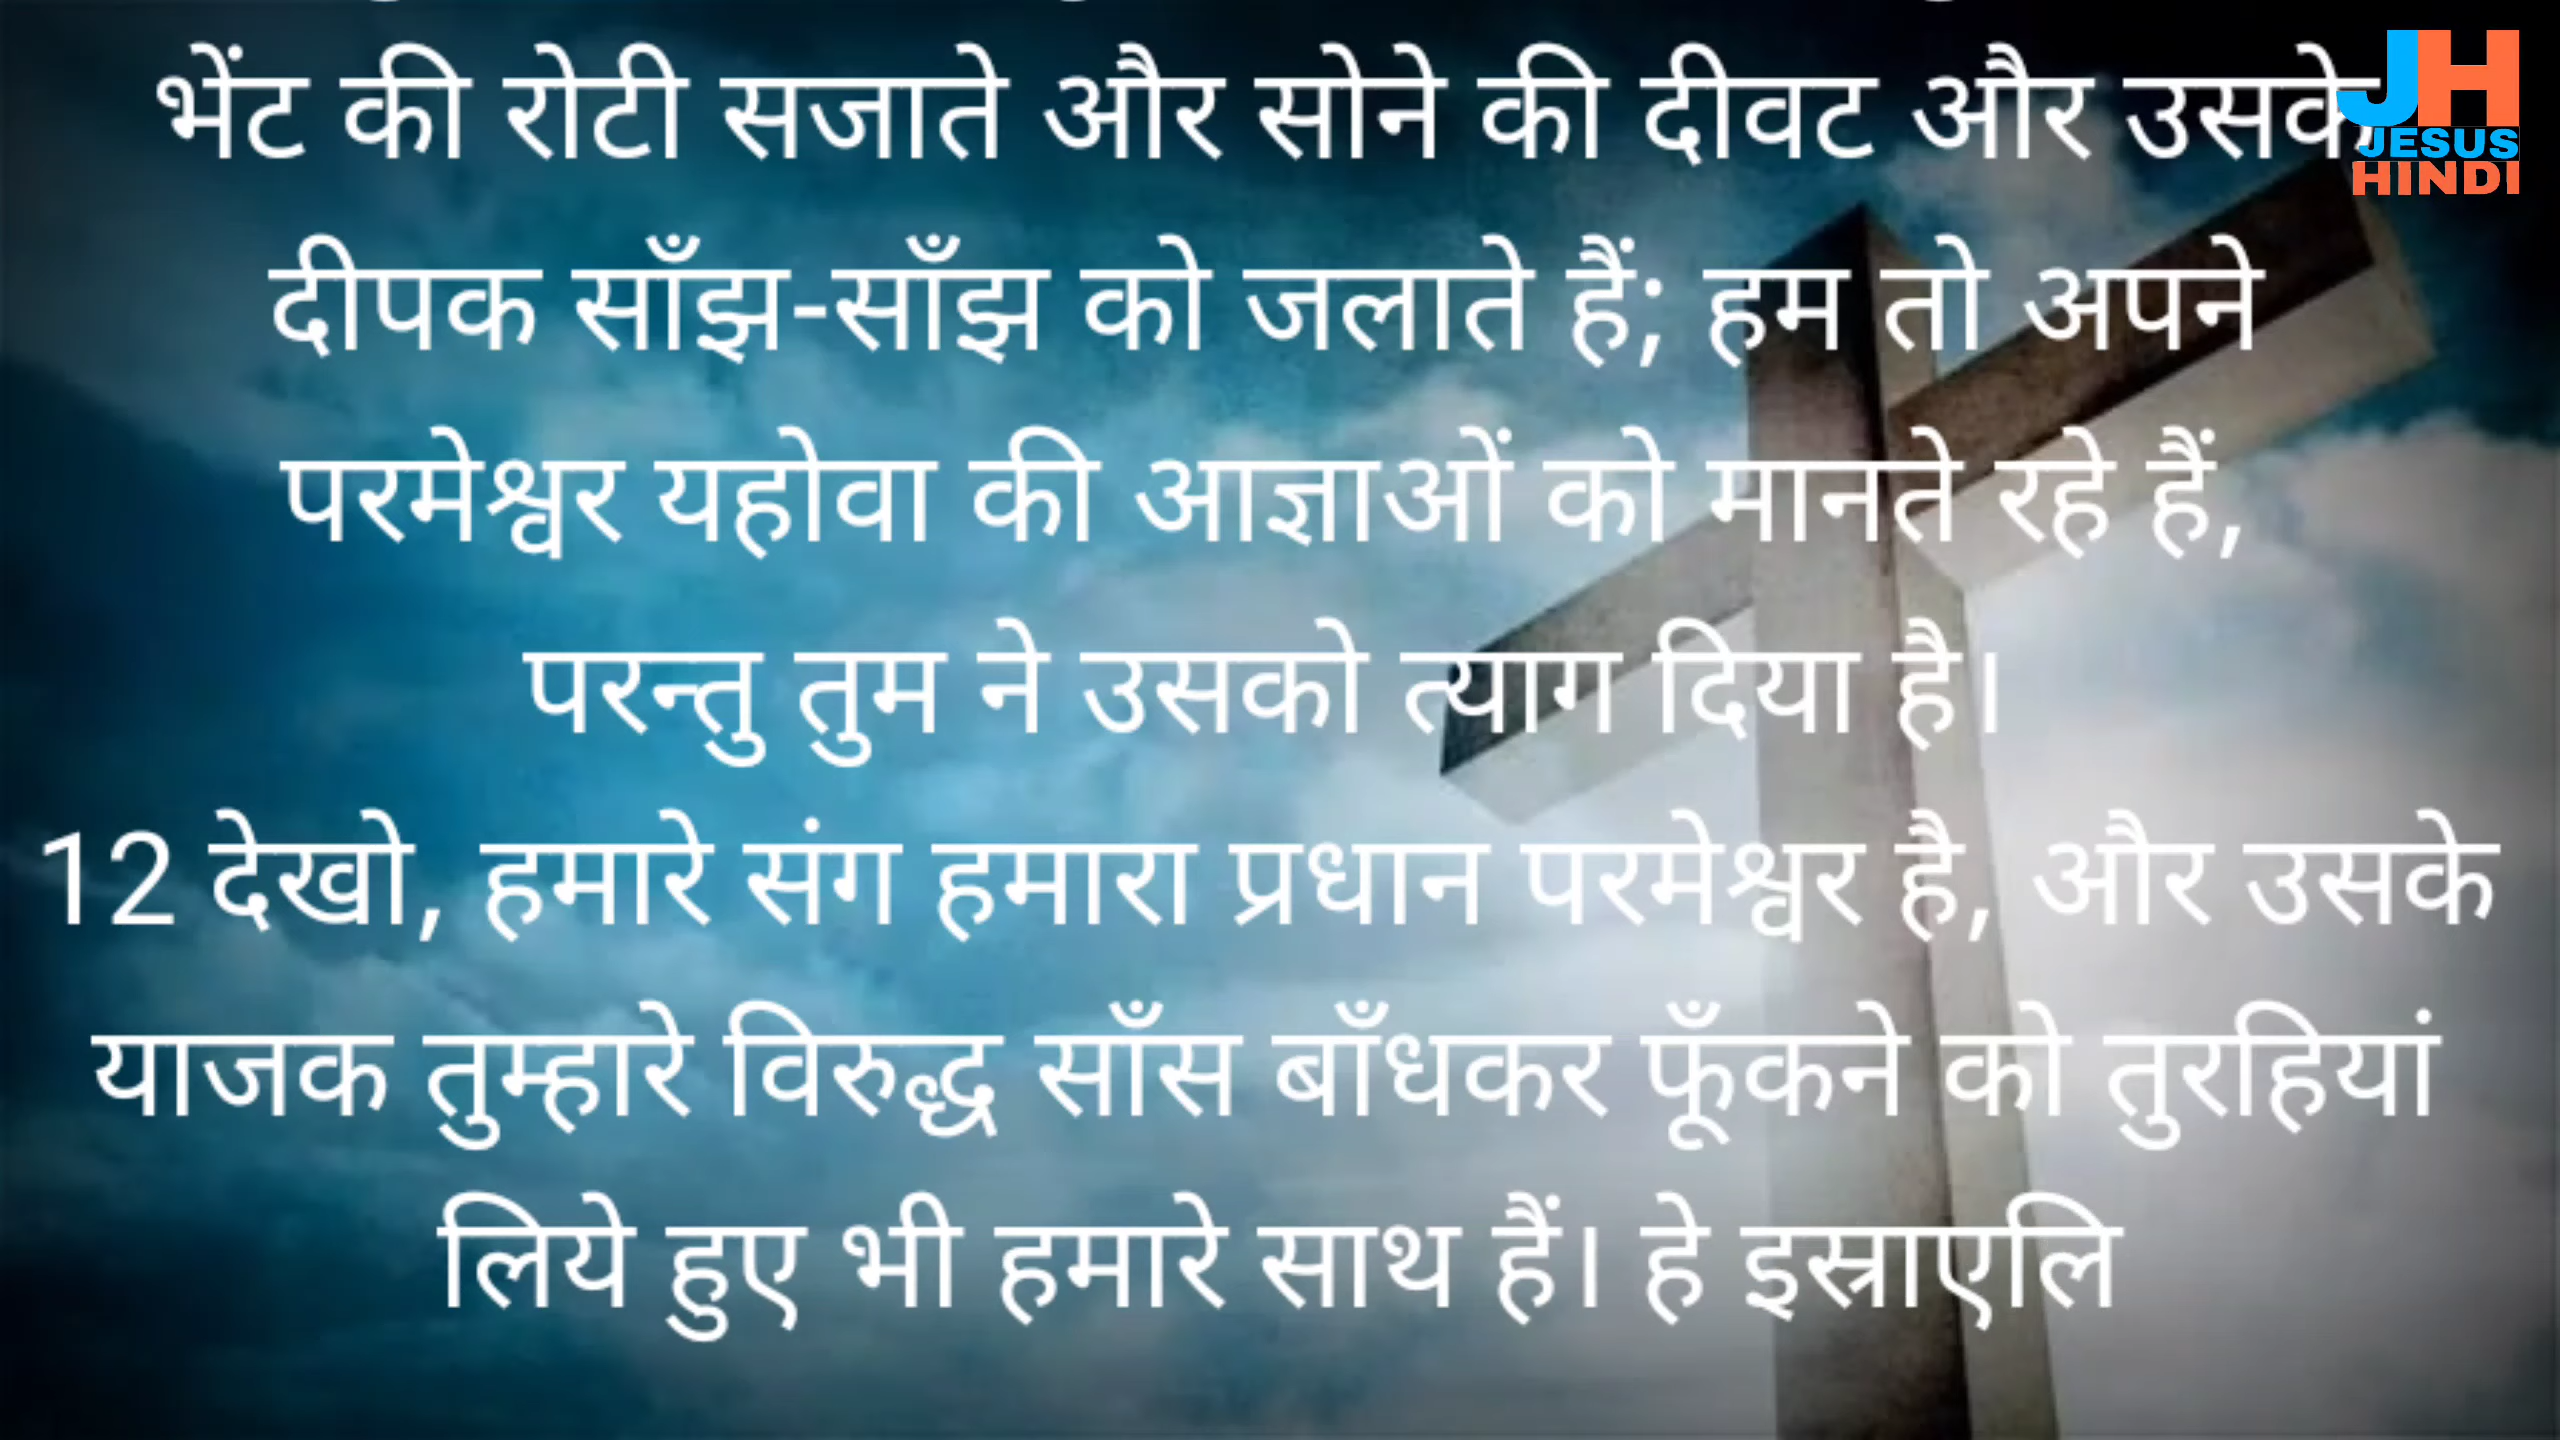 भेंट की रोटी सजाते और सोने की दीवट और उसके
JH
JESUS
HINDI
दीपक साँझ-साँझ को जलाते हैं; हम तो अपने
परमेश्वर यहोवा की आज्ञाओं को मानते रहे हैं,
परन्तु तुम ने उसको त्याग दिया है।
12 देखो, हमारे संग हमारा प्रधान परमेश्वर है, और उसके
याजक तुम्हारे विरुद्ध साँस बाँधकर फूँकने को तुरहियां
लिये हुए भी हमारे साथ हैं। हे इस्राएलि